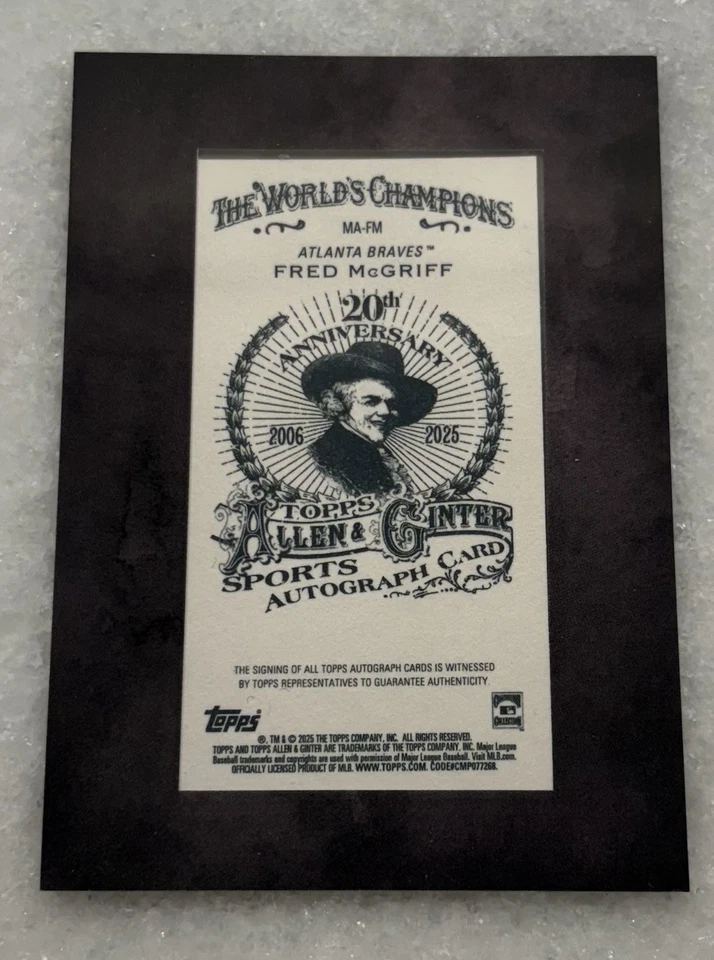 THE WORLD'S CHAMPIONS
MA-FM
ATLANTA BRAVES™
FRED McGRIFF
20th
ANNIVERSARY
2006 2025
TOPPS
ALLEN & GINTER
SPORTS
AUTOGRAPH CARD
THE SIGNING OF ALL TOPPS AUTOGRAPH CARDS IS WITNESSED
BY TOPPS REPRESENTATIVES TO GUARANTEE AUTHENTICITY.
Topps
®, TM & © 2025 THE TOPPS COMPANY, INC. ALL RIGHTS RESERVED.
TOPPS AND TOPPS ALLEN & GINTER ARE TRADEMARKS OF THE TOPPS COMPANY, INC. Major League
Baseball trademarks and copyrights are used with permission of Major League Baseball. Visit MLB.com.
OFFICIALLY LICENSED PRODUCT OF MLB. WWW.TOPPS.COM. CODE#CMP077268.